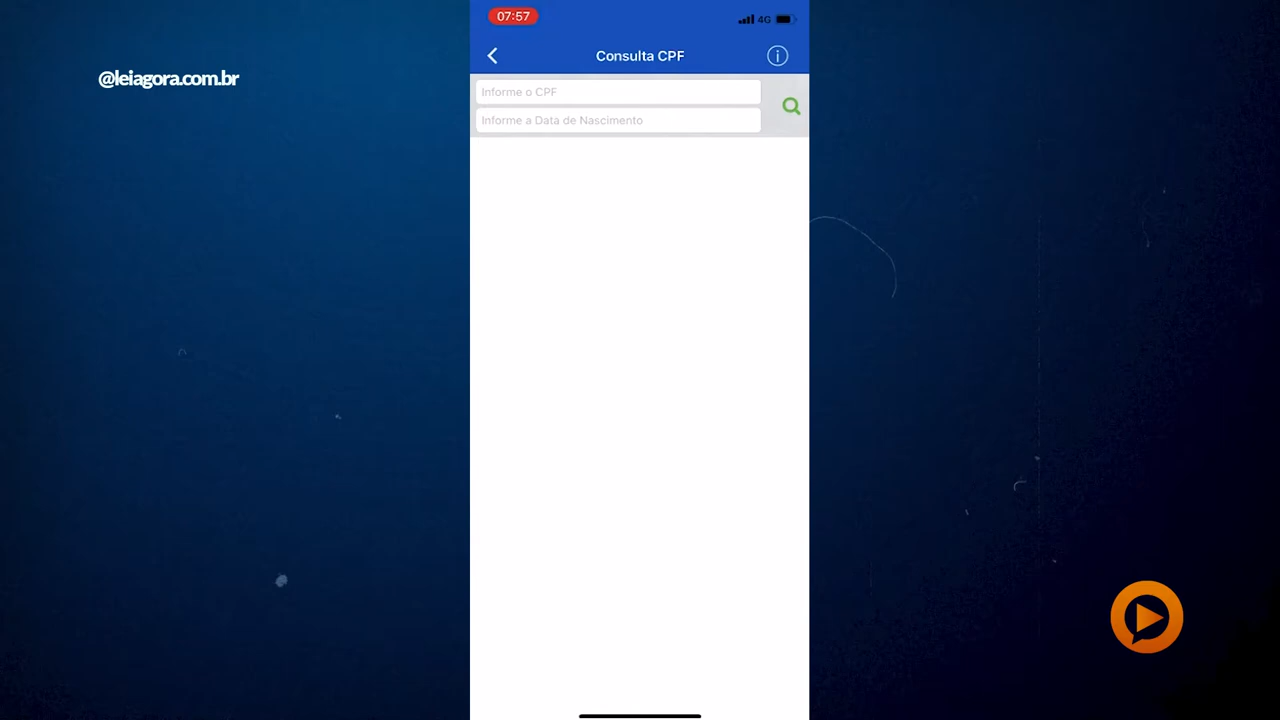 @leiagora.com.br
07:57
4G
Consulta CPF
Informe o CPF
Informe a Data de Nascimento